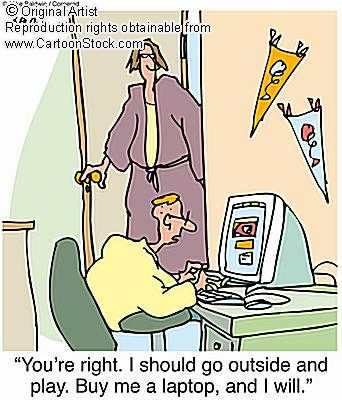 © Original Artist
Reproduction rights obtainable from
www.CartoonStock.com
“You’re right. I should go outside and
play. Buy me a laptop, and I will.”